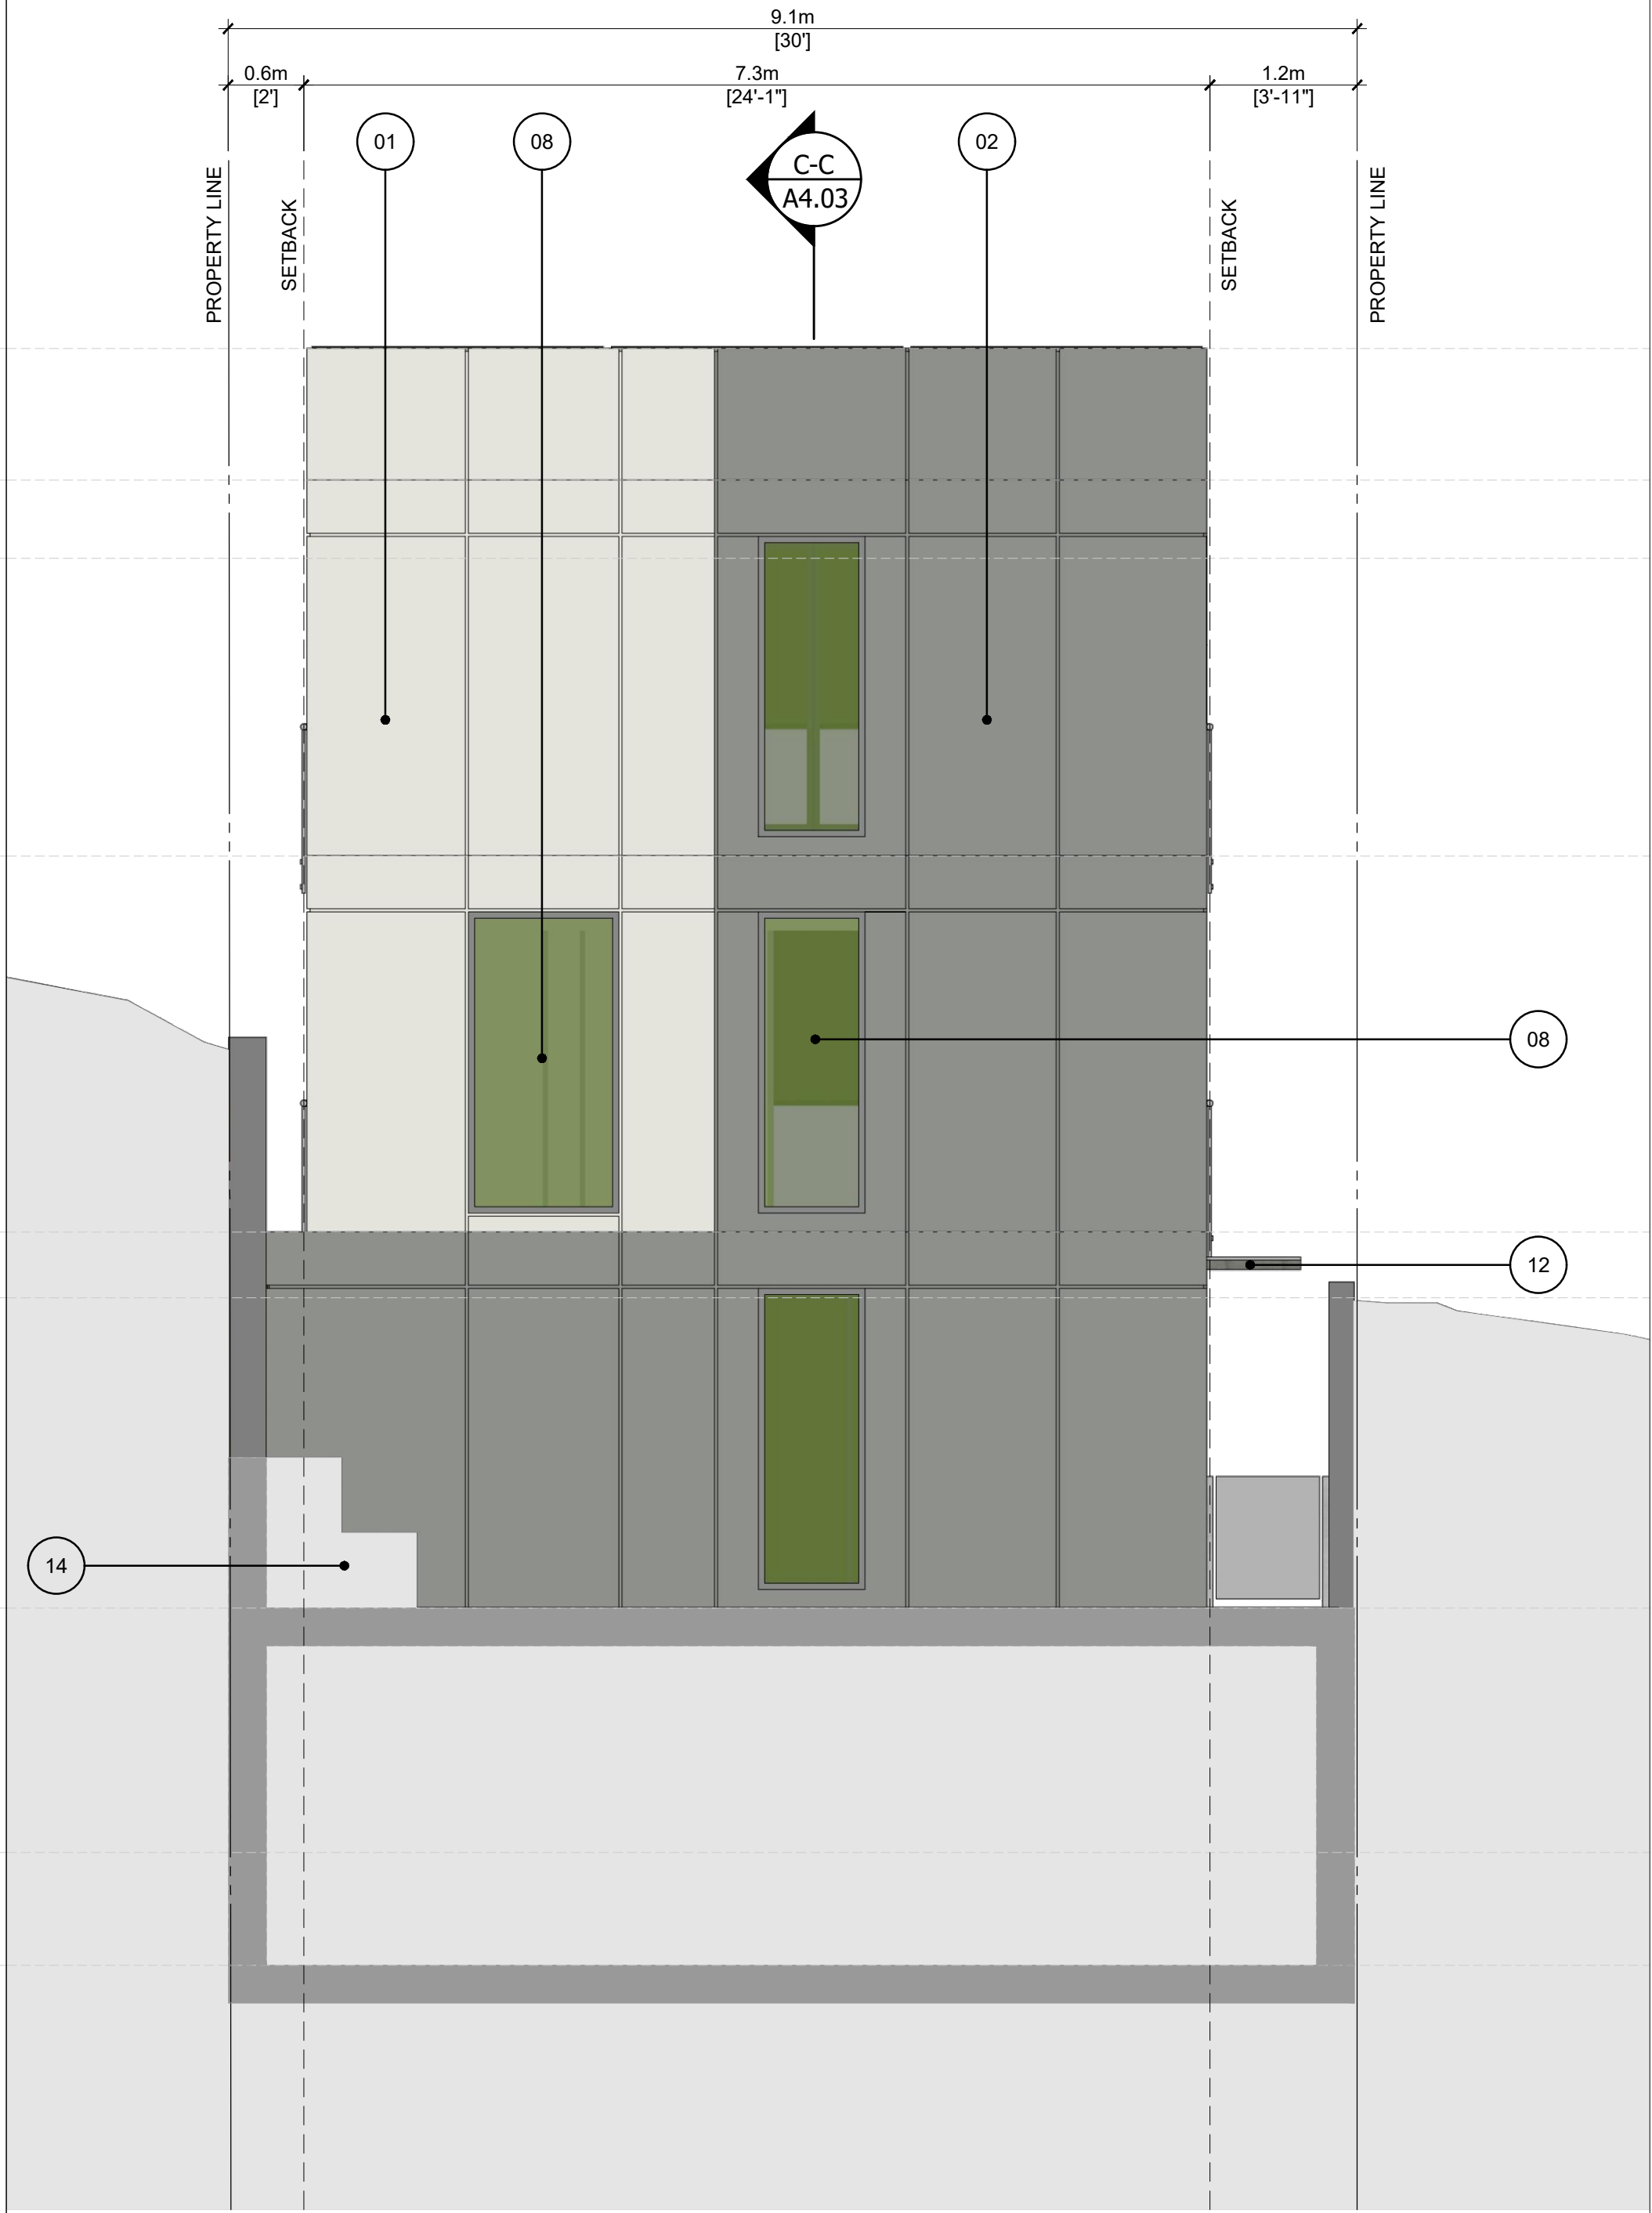 9.1m
[30']
0.6m
[2']
7.3m
[24'-1"]
1.2m
[3'-11"]
01
08
C-C
A4.03
02
PROPERTY LINE
SETBACK
SETBACK
PROPERTY LINE
08
12
14